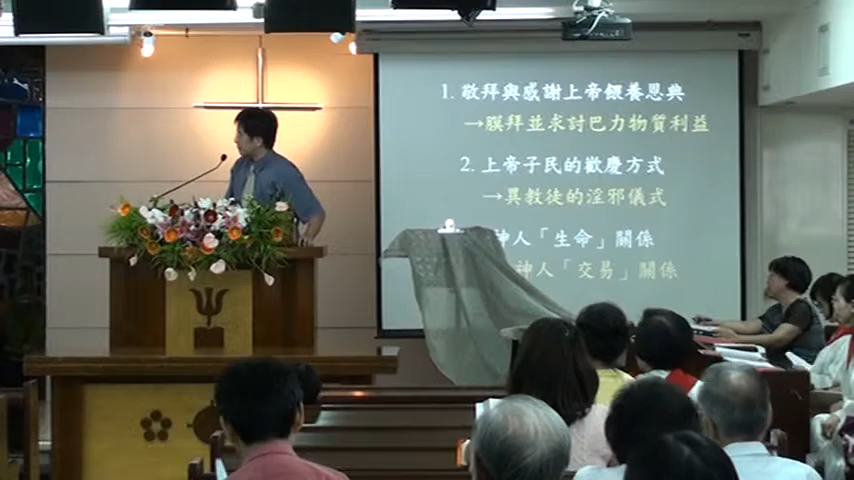 1. 敬拜與感謝上帝餵養恩典
→膜拜並求討巴力物質利益
2. 上帝子民的歡慶方式
→異教徒的淫邪儀式
神人「生命」關係
神人「交易」關係